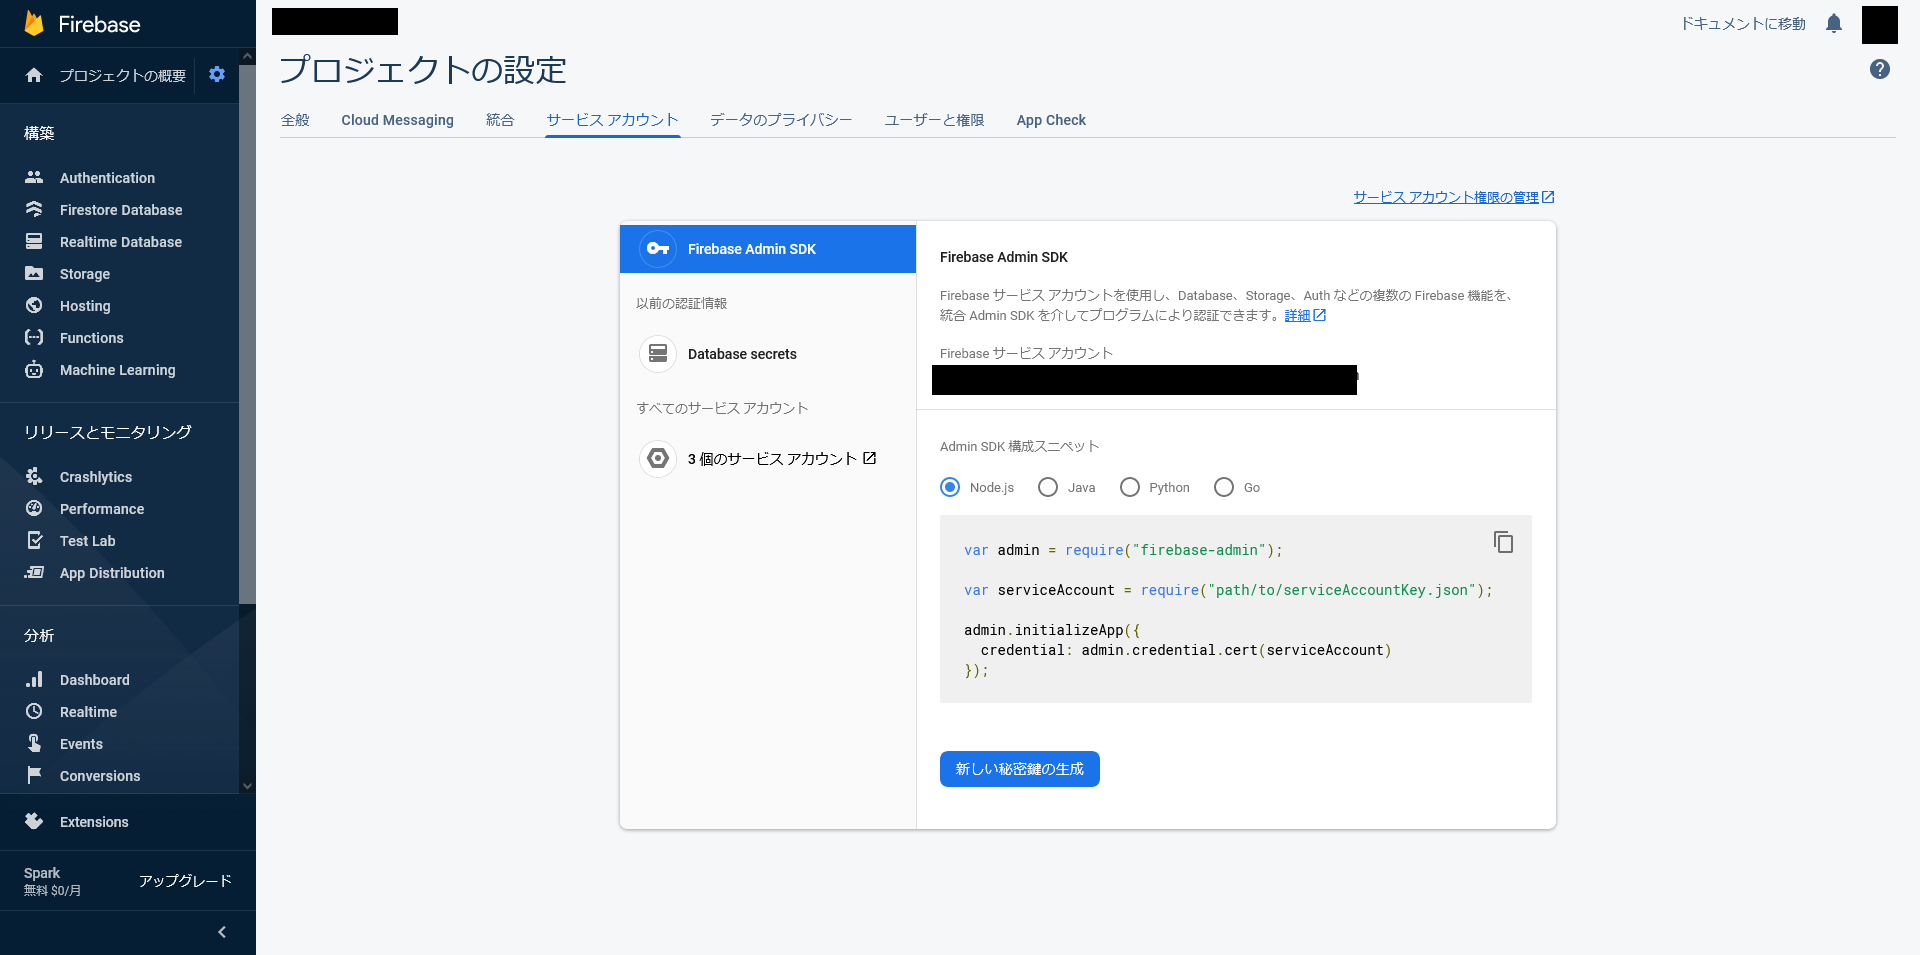 Firebase
プロジェクトの概要
構築
Authentication
Firestore Database
Realtime Database
Storage
Hosting
Functions
Machine Learning
リリースとモニタリング
Crashlytics
Performance
Test Lab
App Distribution
分析
Dashboard
Realtime
Events
Conversions
Extensions
Spark
無料 $0/月
アップグレード
ドキュメントに移動
プロジェクトの設定
全般 Cloud Messaging 統合 サービス アカウント データのプライバシー ユーザーと権限 App Check
サービス アカウント権限の管理
Firebase Admin SDK
以前の認証情報
Database secrets
すべてのサービス アカウント
3 個のサービス アカウント
Firebase Admin SDK
Firebase サービス アカウントを使用し、Database、Storage、Auth などの複数の Firebase 機能を、
統合 Admin SDK を介してプログラムにより認証できます。詳細
Firebase サービス アカウント
Admin SDK 構成スニペット
Node.js Java Python Go
var admin = require("firebase-admin");
var serviceAccount = require("path/to/serviceAccountKey.json");
admin.initializeApp({
  credential: admin.credential.cert(serviceAccount)
});
新しい秘密鍵の生成